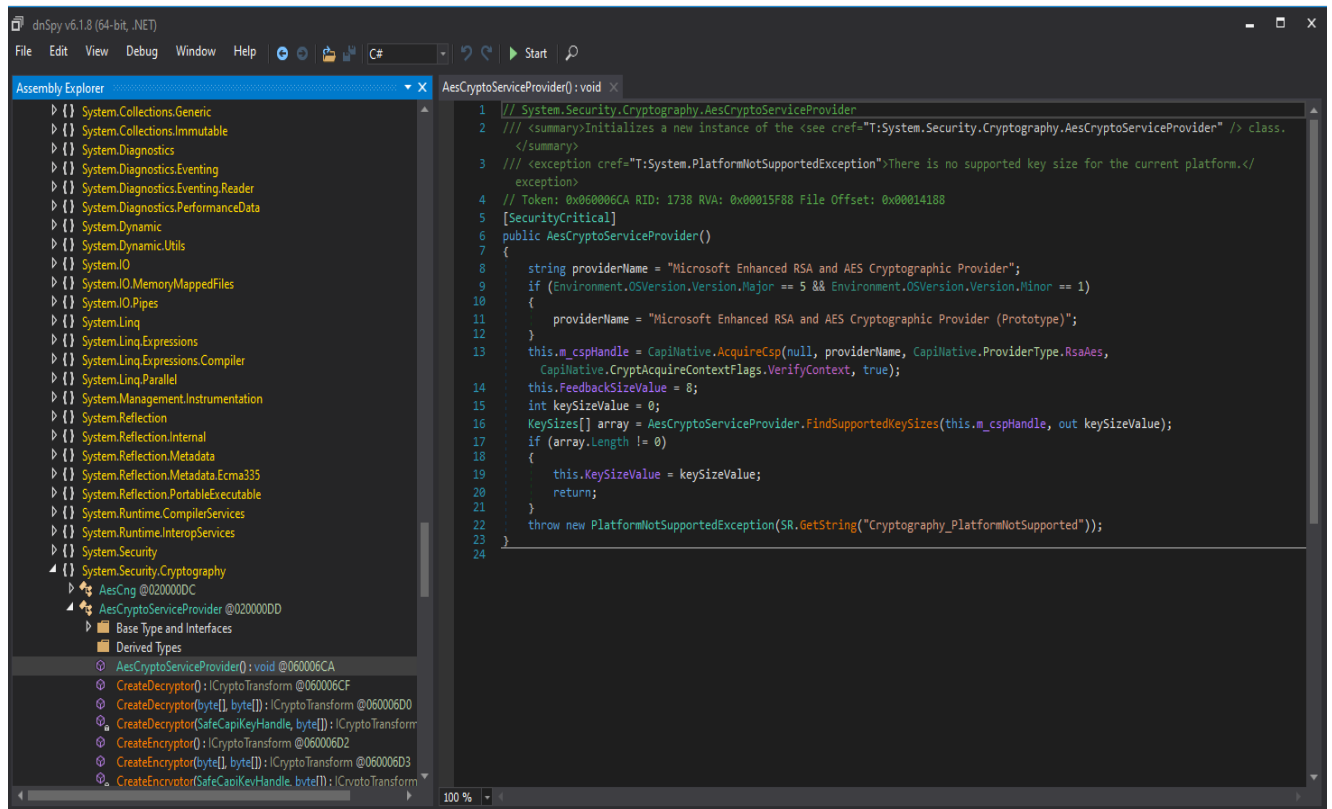 dnSpy v6.1.8 (64-bit, .NET)
File Edit View Debug Window Help C# Start
Assembly Explorer
{ } System.Collections.Generic
{ } System.Collections.Immutable
{ } System.Diagnostics
{ } System.Diagnostics.Eventing
{ } System.Diagnostics.Eventing.Reader
{ } System.Diagnostics.PerformanceData
{ } System.Dynamic
{ } System.Dynamic.Utils
{ } System.IO
{ } System.IO.MemoryMappedFiles
{ } System.IO.Pipes
{ } System.Linq
{ } System.Linq.Expressions
{ } System.Linq.Expressions.Compiler
{ } System.Linq.Parallel
{ } System.Management.Instrumentation
{ } System.Reflection
{ } System.Reflection.Internal
{ } System.Reflection.Metadata
{ } System.Reflection.Metadata.Ecma335
{ } System.Reflection.PortableExecutable
{ } System.Runtime.CompilerServices
{ } System.Runtime.InteropServices
{ } System.Security
{ } System.Security.Cryptography
AesCng @020000DC
AesCryptoServiceProvider @020000DD
Base Type and Interfaces
Derived Types
AesCryptoServiceProvider() : void @060006CA
CreateDecryptor() : ICryptoTransform @060006CF
CreateDecryptor(byte[], byte[]) : ICryptoTransform @060006D0
CreateDecryptor(SafeCapiKeyHandle, byte[]) : ICryptoTransform
CreateEncryptor() : ICryptoTransform @060006D2
CreateEncryptor(byte[], byte[]) : ICryptoTransform @060006D3
CreateEncryptor(SafeCapiKeyHandle, byte[]) : ICryptoTransform
AesCryptoServiceProvider() : void
1 // System.Security.Cryptography.AesCryptoServiceProvider
2 /// <summary>Initializes a new instance of the <see cref="T:System.Security.Cryptography.AesCryptoServiceProvider" /> class.
</summary>
3 /// <exception cref="T:System.PlatformNotSupportedException">There is no supported key size for the current platform.</
exception>
4 // Token: 0x060006CA RID: 1738 RVA: 0x00015F88 File Offset: 0x00014188
5 [SecurityCritical]
6 public AesCryptoServiceProvider()
7 {
8 string providerName = "Microsoft Enhanced RSA and AES Cryptographic Provider";
9 if (Environment.OSVersion.Version.Major == 5 && Environment.OSVersion.Version.Minor == 1)
10 {
11 providerName = "Microsoft Enhanced RSA and AES Cryptographic Provider (Prototype)";
12 }
13 this.m_cspHandle = CapiNative.AcquireCsp(null, providerName, CapiNative.ProviderType.RsaAes,
CapiNative.CryptAcquireContextFlags.VerifyContext, true);
14 this.FeedbackSizeValue = 8;
15 int keySizeValue = 0;
16 KeySizes[] array = AesCryptoServiceProvider.FindSupportedKeySizes(this.m_cspHandle, out keySizeValue);
17 if (array.Length != 0)
18 {
19 this.KeySizeValue = keySizeValue;
20 return;
21 }
22 throw new PlatformNotSupportedException(SR.GetString("Cryptography_PlatformNotSupported"));
23 }
24
100 %